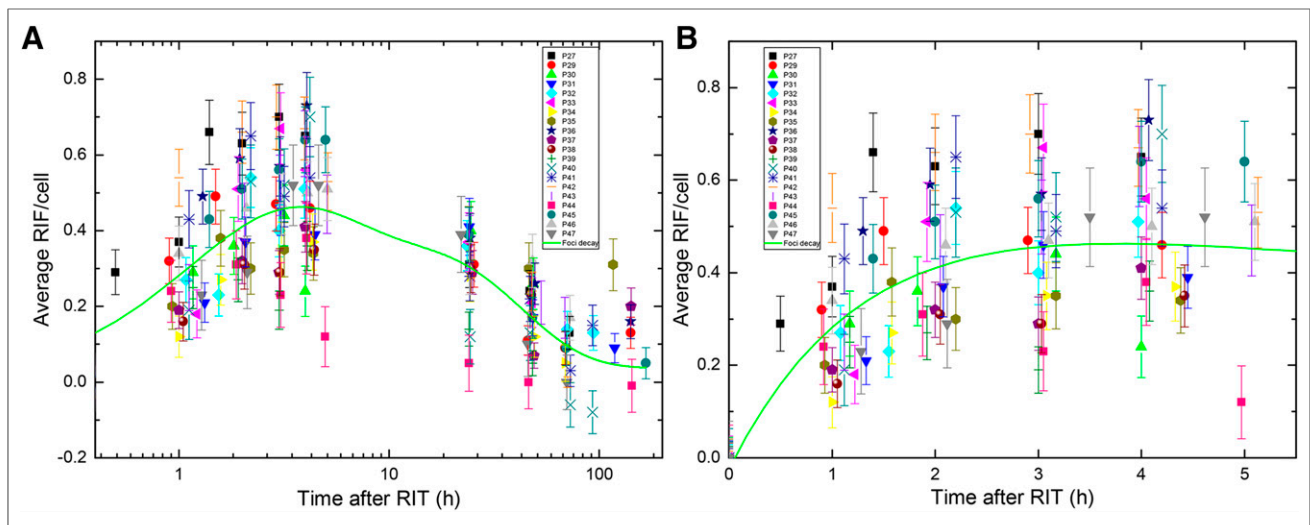 A
B
Average RIF/cell
0.8
0.6
0.4
0.2
0.0
-0.2
1
10
100
Time after RIT (h)
P27
P29
P30
P31
P32
P33
P34
P35
P36
P37
P38
P39
P40
P41
P42
P43
P44
P45
P46
P47
Foci decay
Average RIF/cell
0.8
0.6
0.4
0.2
0.0
0
1
2
3
4
5
Time after RIT (h)
P27
P29
P30
P31
P32
P33
P34
P35
P36
P37
P38
P39
P40
P41
P42
P43
P44
P45
P46
P47
Foci decay